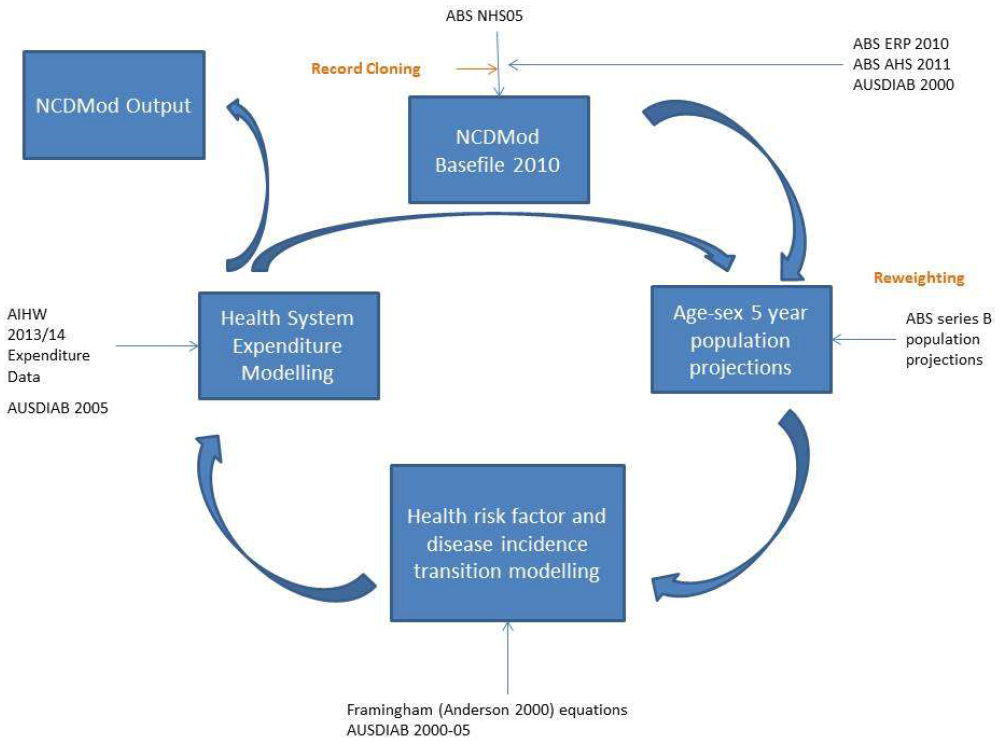 ABS NHS05
Record Cloning
ABS ERP 2010
ABS AHS 2011
AUSDIAB 2000
NCDMod Output
NCDMod
Basefile 2010
Reweighting
AIHW
2013/14
Expenditure
Data
AUSDIAB 2005
Health System
Expenditure
Modelling
Age-sex 5 year
population
projections
ABS series B
population
projections
Health risk factor and
disease incidence
transition modelling
Framingham (Anderson 2000) equations
AUSDIAB 2000-05